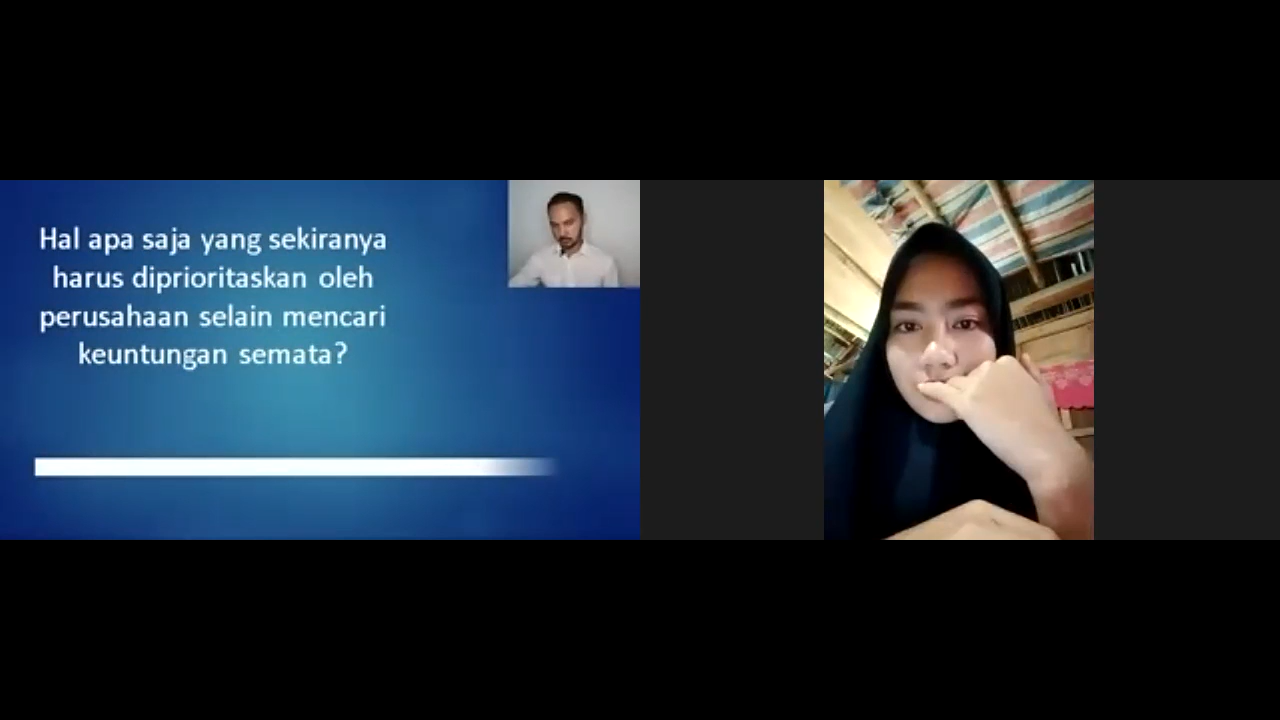 Hal apa saja yang sekiranya
harus diprioritaskan oleh
perusahaan selain mencari
keuntungan semata?